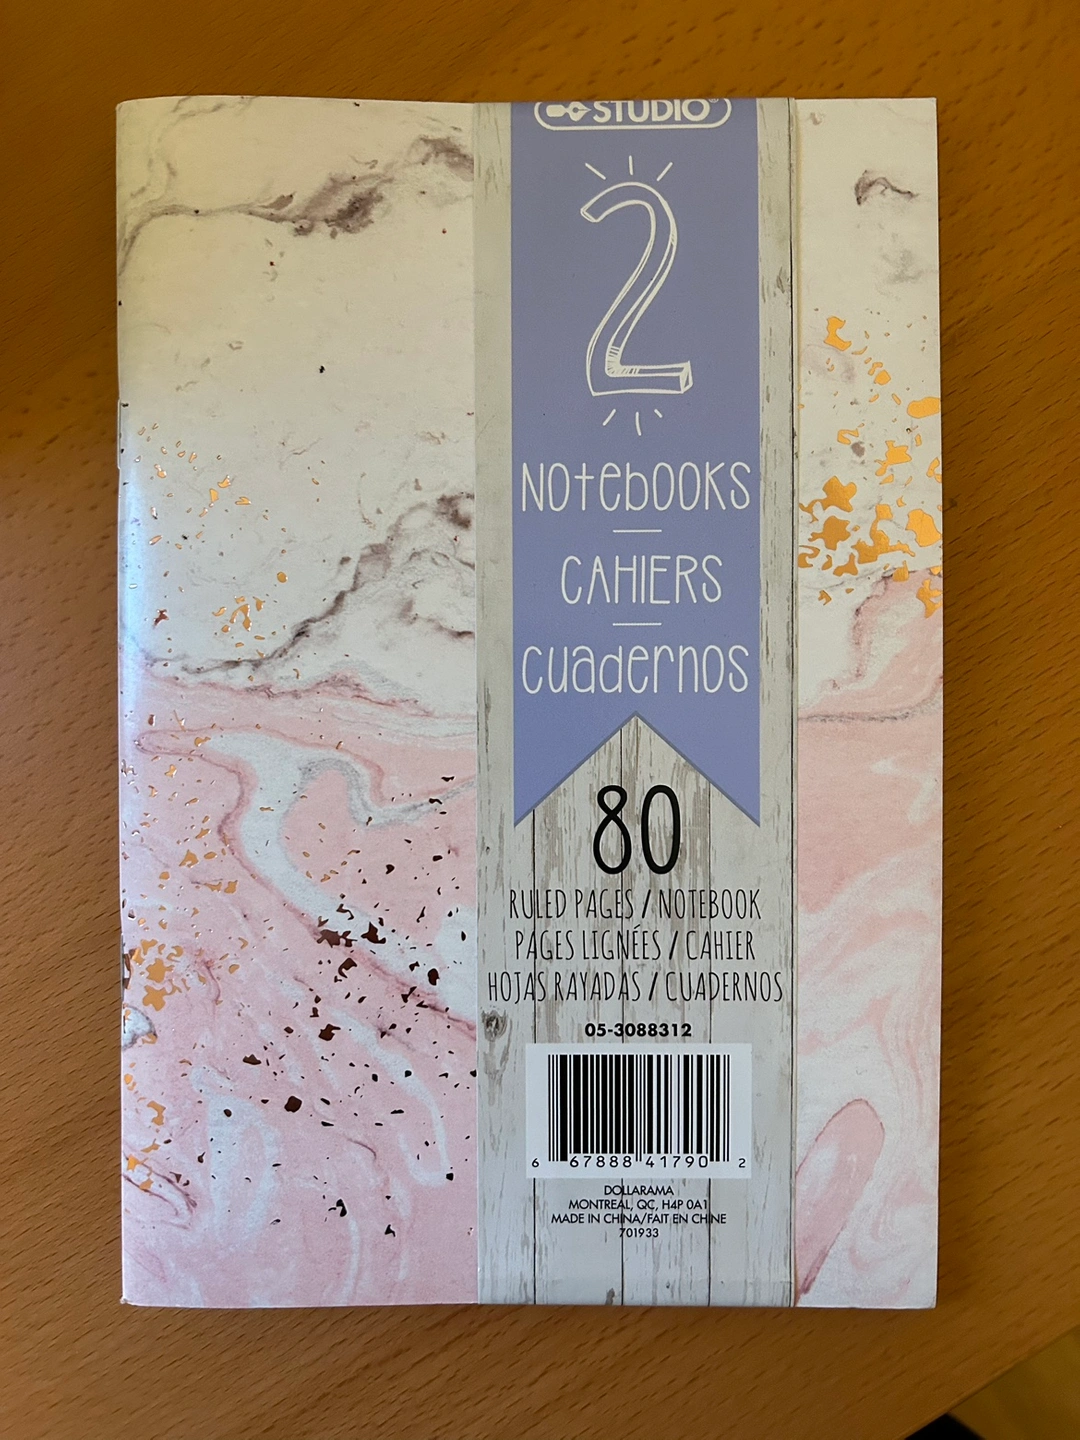 STUDIO
2
NOtebOOKS
CAHIERS
cuadernos
80
RULED PAGES / NOTEBOOK
PAGES LIGNÉES / CAHIER
HOJAS RAYADAS / CUADERNOS
05-3088312
6 67888 41790 2
DOLLARAMA
MONTREAL, QC, H4P 0A1
MADE IN CHINA/FAIT EN CHINE
701933